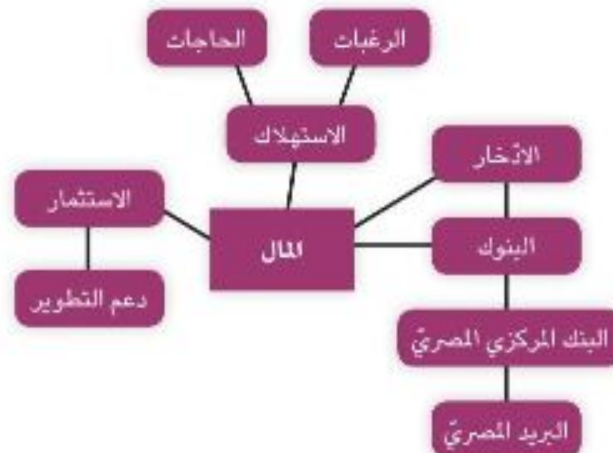 الرغبات
الحاجات
الاستهلاك
الادّخار
الاستثمار
المال
البنوك
دعم التطوير
البنك المركزي المصريّ
البريد المصريّ